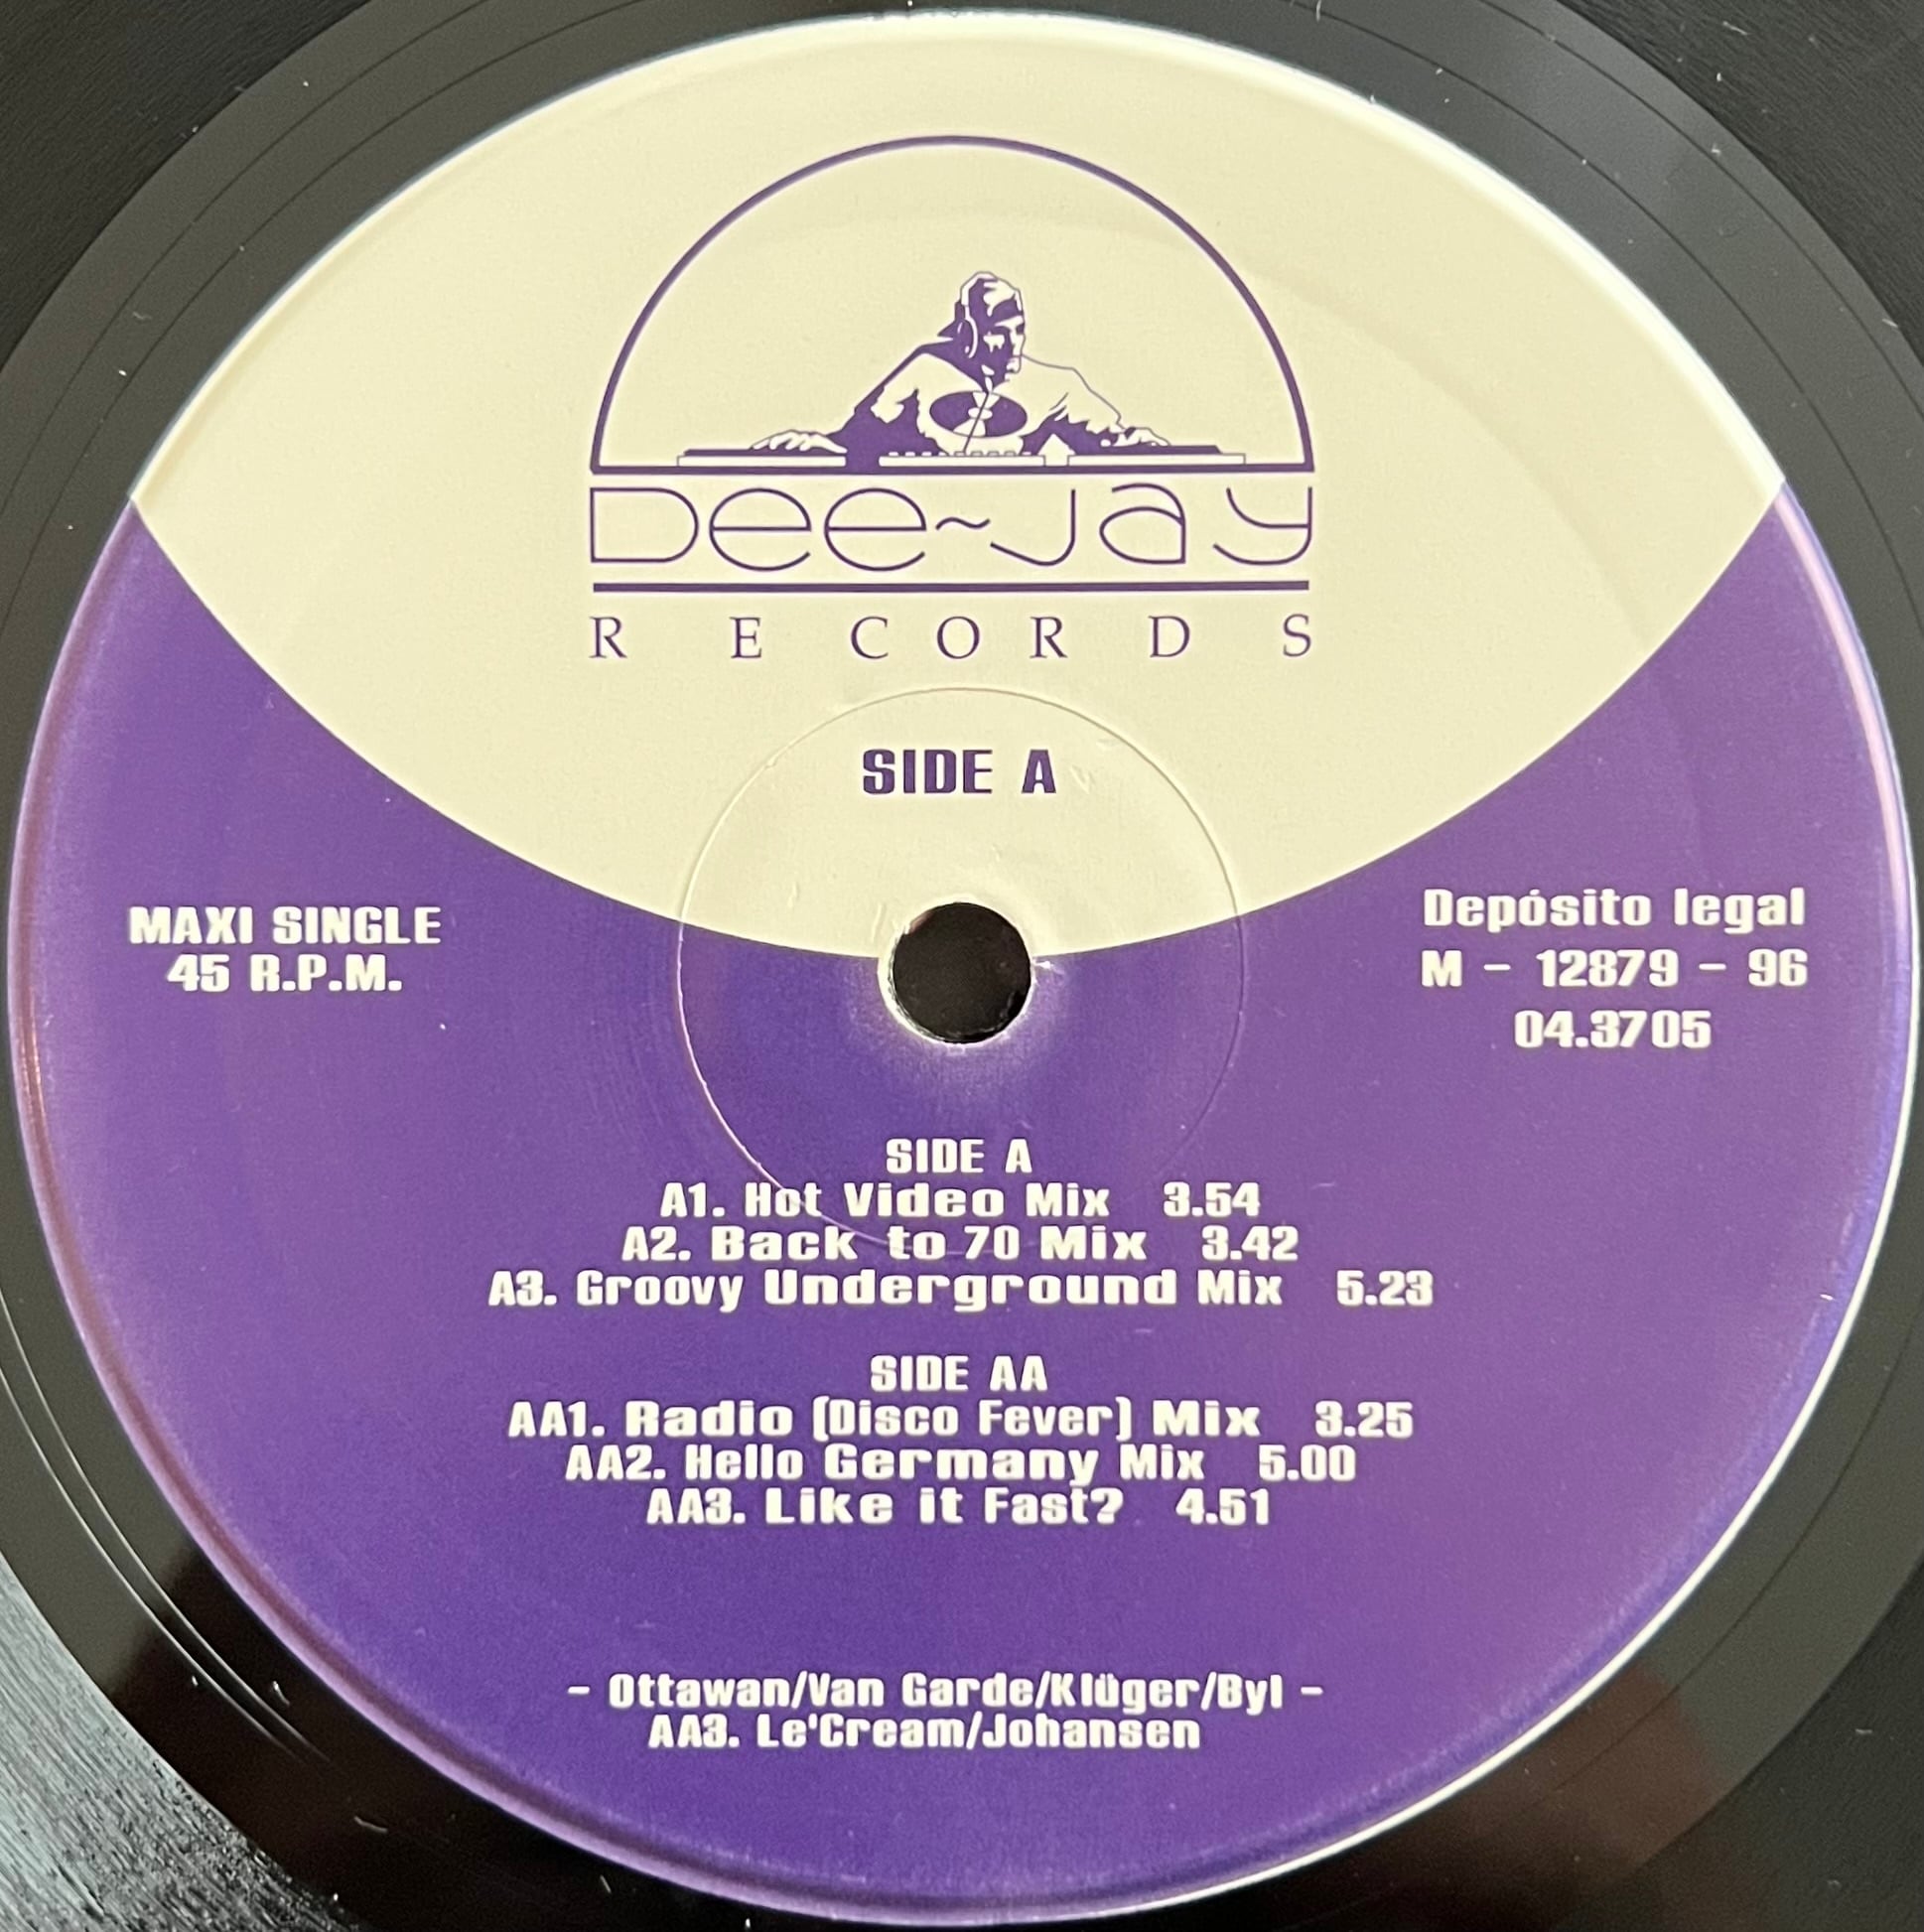 Dee~Jay
RECORDS
SIDE A
MAXI SINGLE
45 R.P.M.
Depósito legal
M - 12879 - 96
04.3705
SIDE A
A1. Hot Video Mix 3.54
A2. Back to 70 Mix 3.42
A3. Groovy Underground Mix 5.23
SIDE AA
AA1. Radio (Disco Fever) Mix 3.25
AA2. Hello Germany Mix 5.00
AA3. Like it Fast? 4.51
- Ottawan/Van Garde/Klüger/Byl -
AA3. Le'Cream/Johansen